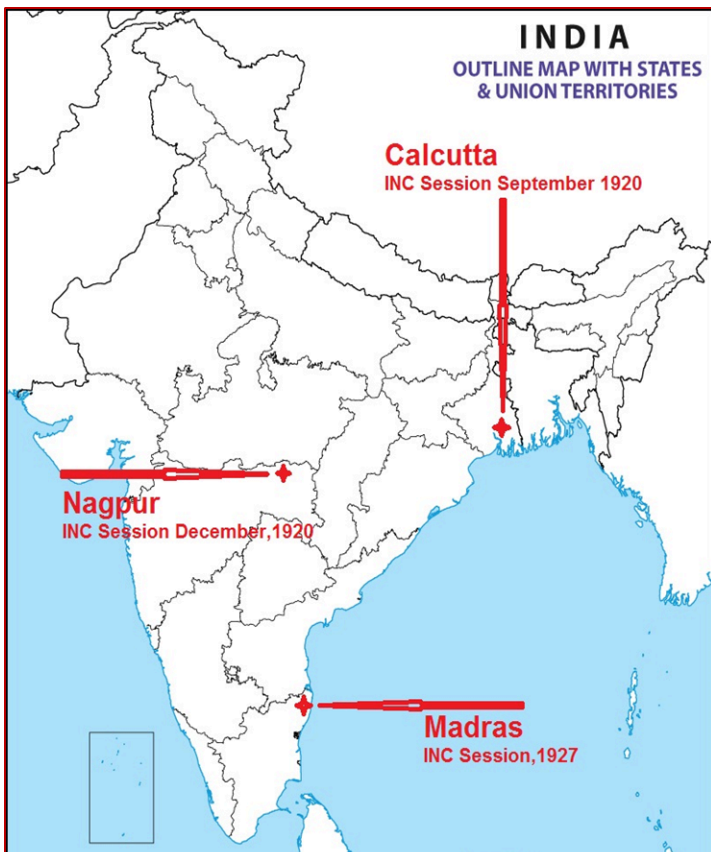 INDIA
OUTLINE MAP WITH STATES
& UNION TERRITORIES
Calcutta
INC Session September 1920
Nagpur
INC Session December,1920
Madras
INC Session,1927